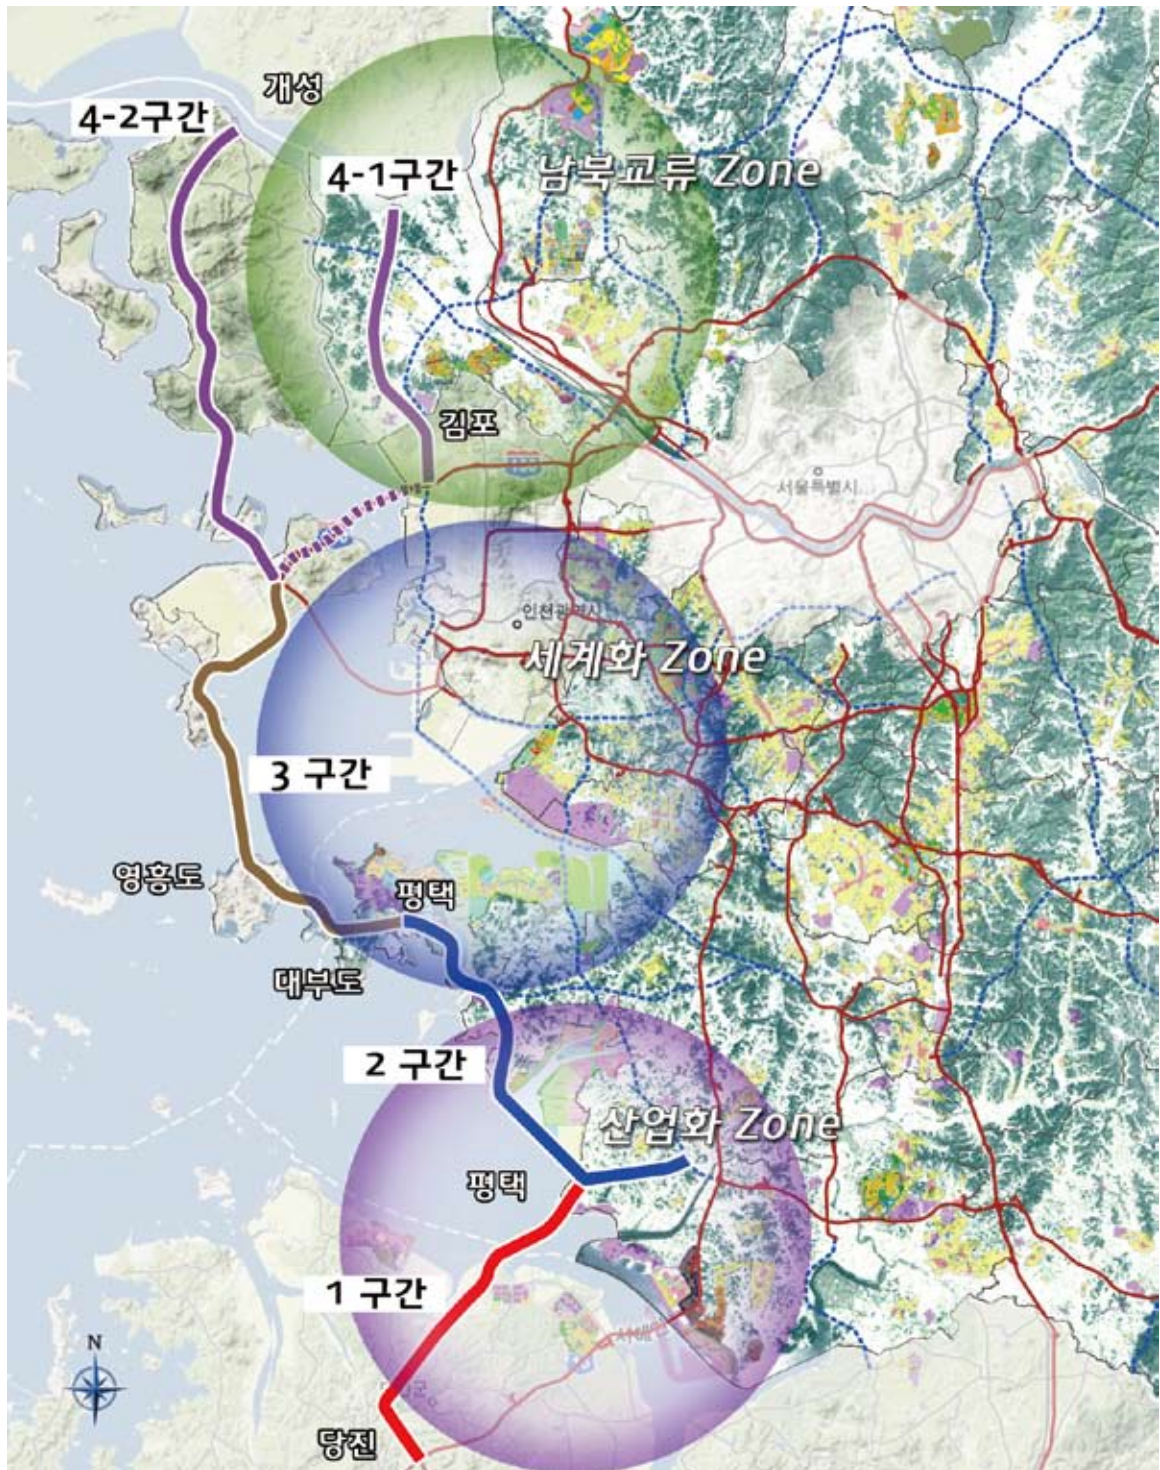 개성
4-2구간
4-1구간
남북교류 Zone
김포
서울특별시
인천광역시
세계화 Zone
3 구간
영흥도
평택
대부도
2 구간
산업화 Zone
평택
1 구간
N
당진